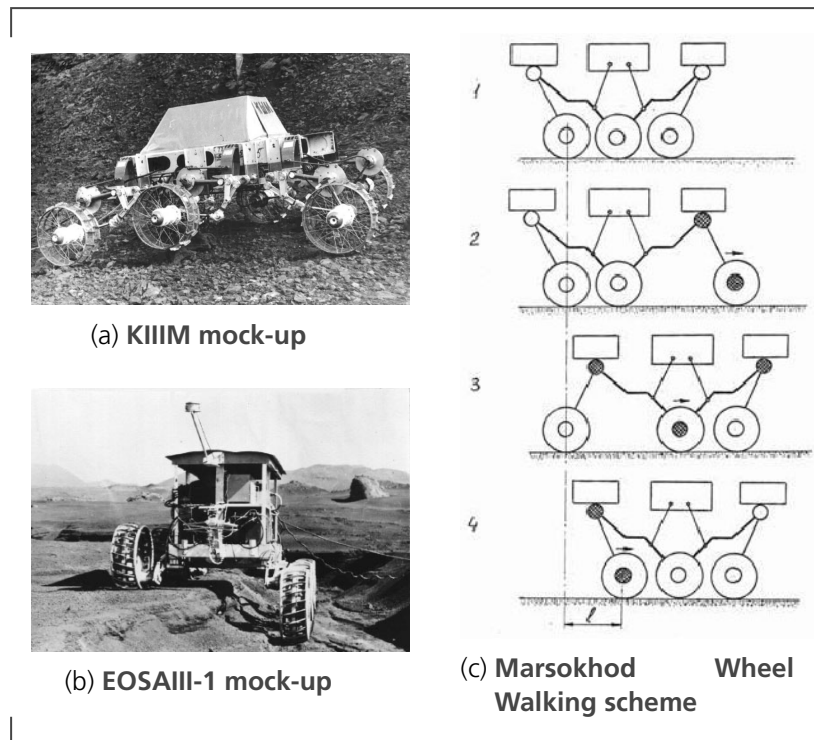 (a) KIIIM mock-up
(b) EOSAIII-1 mock-up
1
2
3
4
l
(c) Marsokhod Wheel
Walking scheme